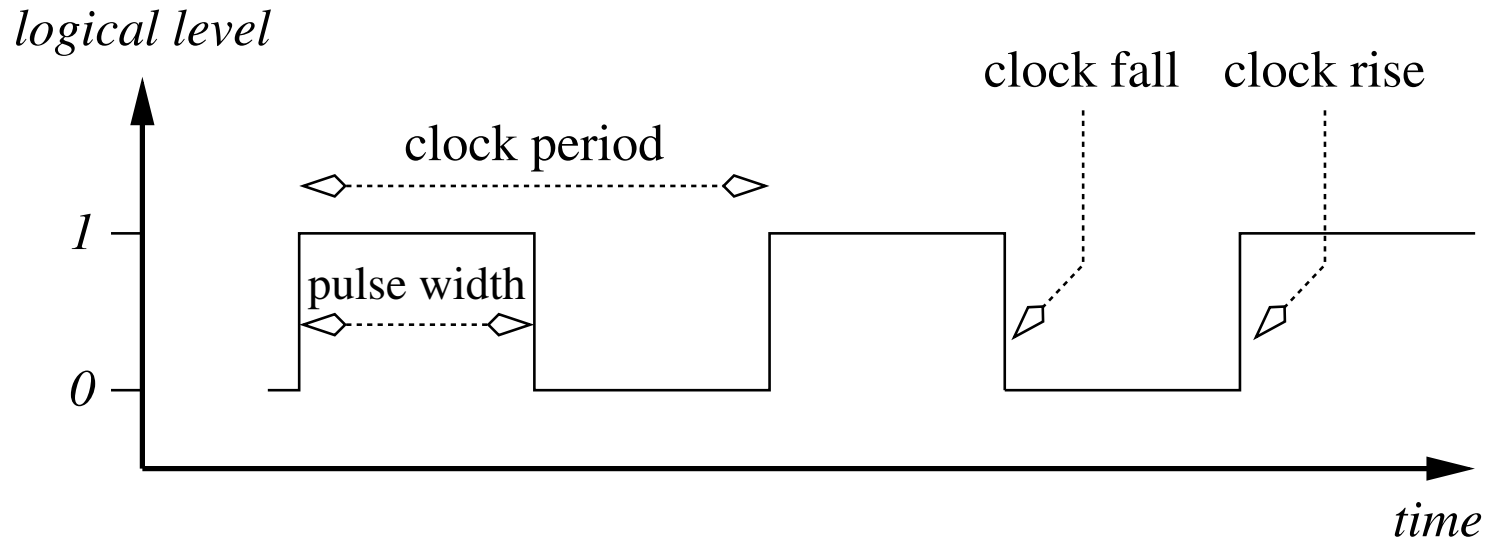 logical level
clock fall
clock rise
clock period
1
pulse width
0
time